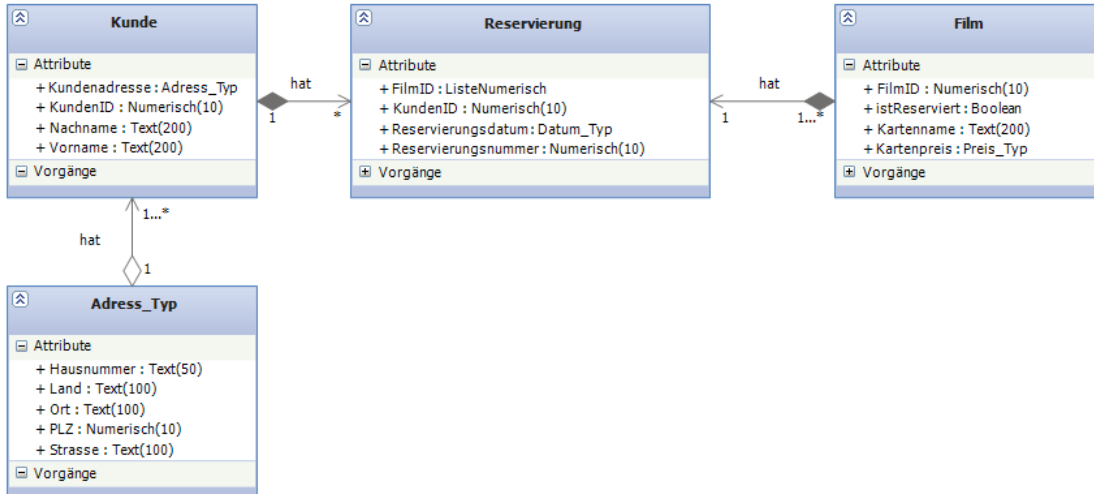 Kunde
Attribute
+ Kundenadresse : Adress_Typ
+ KundenID : Numerisch(10)
+ Nachname : Text(200)
+ Vorname : Text(200)
Vorgänge
hat
1
*
Reservierung
Attribute
+ FilmID : ListeNumerisch
+ KundenID : Numerisch(10)
+ Reservierungsdatum : Datum_Typ
+ Reservierungsnummer : Numerisch(10)
Vorgänge
hat
1
1...*
Film
Attribute
+ FilmID : Numerisch(10)
+ istReserviert : Boolean
+ Kartenname : Text(200)
+ Kartenpreis : Preis_Typ
Vorgänge
1...*
hat
1
Adress_Typ
Attribute
+ Hausnummer : Text(50)
+ Land : Text(100)
+ Ort : Text(100)
+ PLZ : Numerisch(10)
+ Strasse : Text(100)
Vorgänge